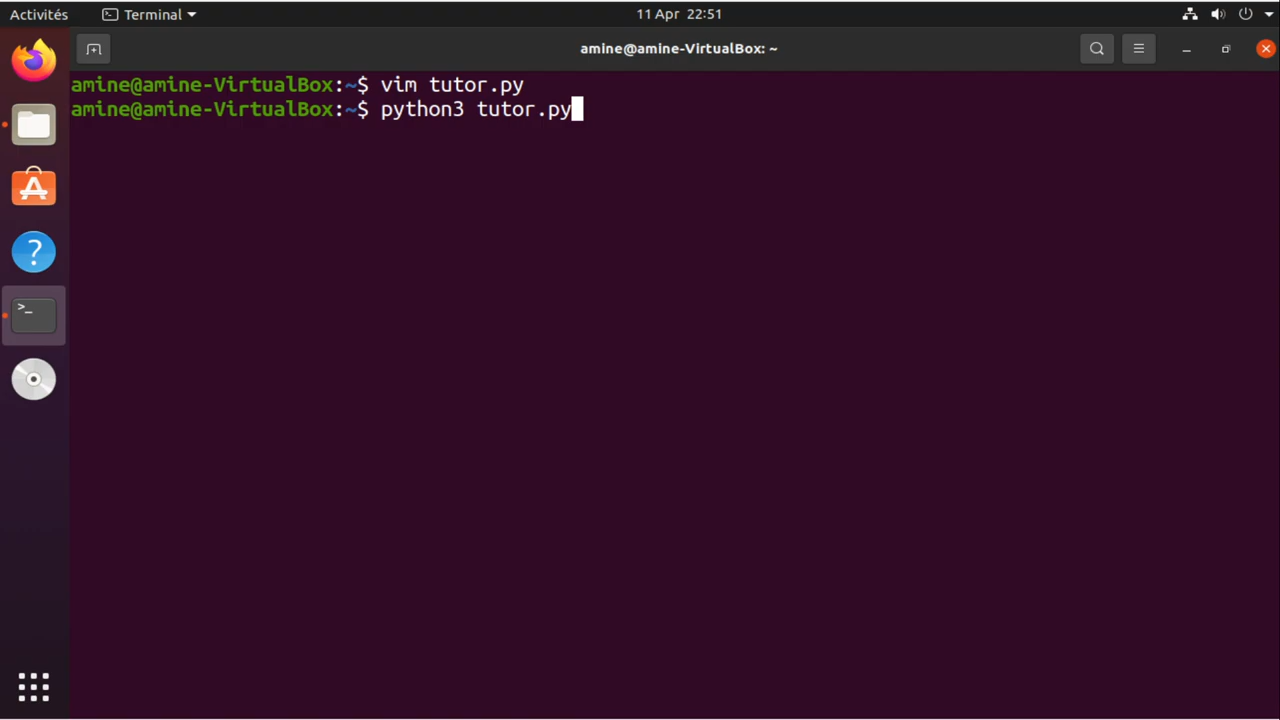 Activités
Terminal
11 Apr 22:51
amine@amine-VirtualBox: ~
amine@amine-VirtualBox:~$ vim tutor.py
amine@amine-VirtualBox:~$ python3 tutor.py